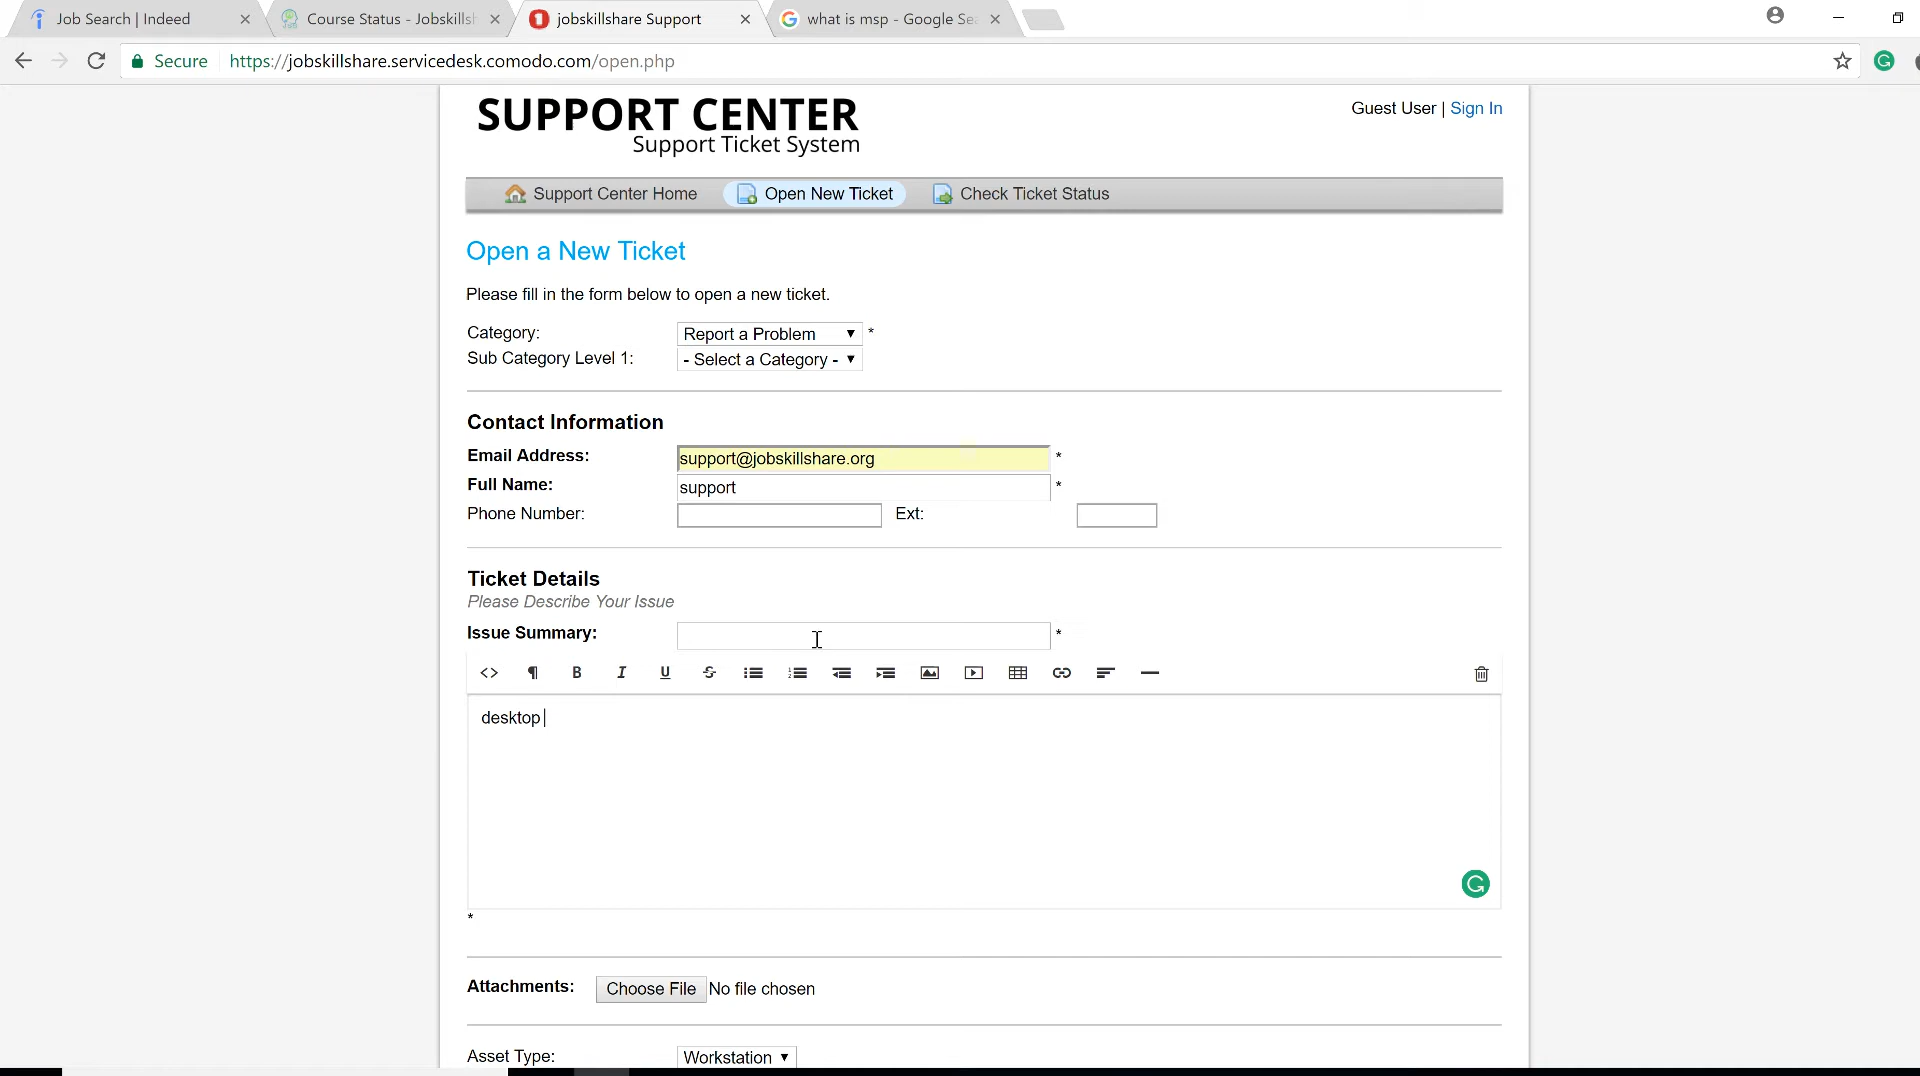 Job Search | Indeed
Course Status - Jobskillsh
jobskillshare Support
what is msp - Google Sea
Secure
https://jobskillshare.servicedesk.comodo.com/open.php
SUPPORT CENTER
Support Ticket System
Guest User | Sign In
Support Center Home
Open New Ticket
Check Ticket Status
Open a New Ticket
Please fill in the form below to open a new ticket.
Category: Report a Problem *
Sub Category Level 1: - Select a Category -
Contact Information
Email Address: support@jobskillshare.org *
Full Name: support *
Phone Number: Ext:
Ticket Details
Please Describe Your Issue
Issue Summary: *
desktop
*
Attachments: Choose File No file chosen
Asset Type: Workstation